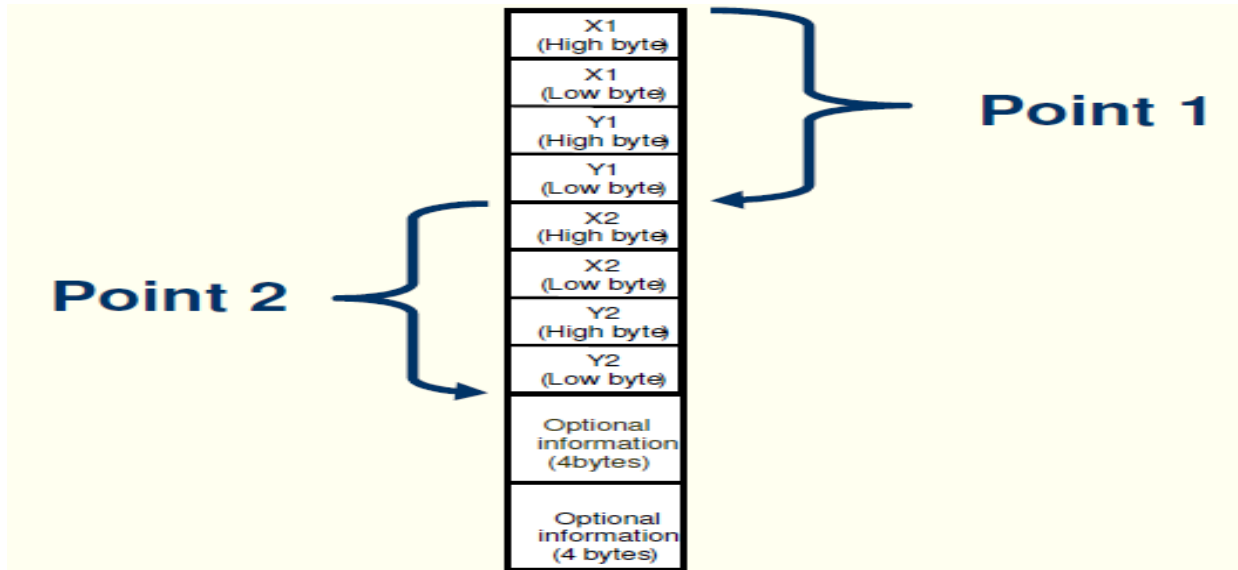 X1
(High byte)
X1
(Low byte)
Y1
(High byte)
Y1
(Low byte)
X2
(High byte)
X2
(Low byte)
Y2
(High byte)
Y2
(Low byte)
Optional
information
(4bytes)
Optional
information
(4 bytes)
Point 1
Point 2